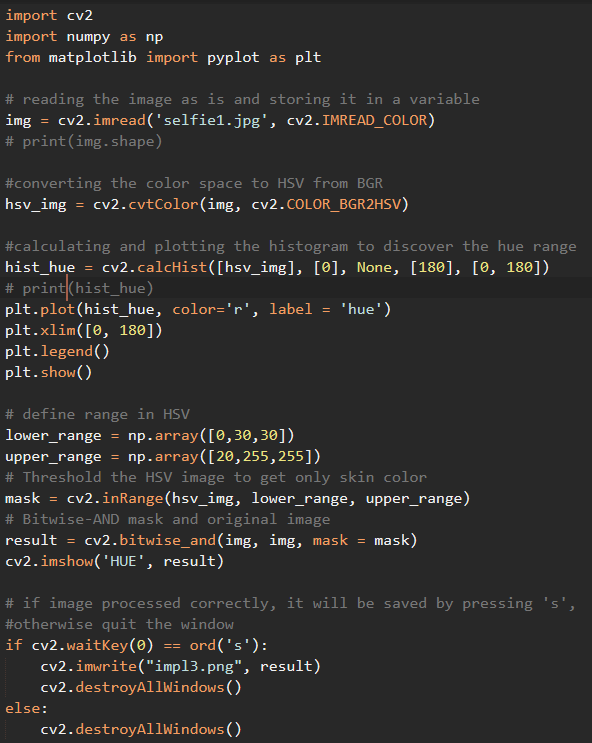 import cv2
import numpy as np
from matplotlib import pyplot as plt
# reading the image as is and storing it in a variable
img = cv2.imread('selfie1.jpg', cv2.IMREAD_COLOR)
# print(img.shape)
#converting the color space to HSV from BGR
hsv_img = cv2.cvtColor(img, cv2.COLOR_BGR2HSV)
#calculating and plotting the histogram to discover the hue range
hist_hue = cv2.calcHist([hsv_img], [0], None, [180], [0, 180])
# print(hist_hue)
plt.plot(hist_hue, color='r', label = 'hue')
plt.xlim([0, 180])
plt.legend()
plt.show()
# define range in HSV
lower_range = np.array([0,30,30])
upper_range = np.array([20,255,255])
# Threshold the HSV image to get only skin color
mask = cv2.inRange(hsv_img, lower_range, upper_range)
# Bitwise-AND mask and original image
result = cv2.bitwise_and(img, img, mask = mask)
cv2.imshow('HUE', result)
# if image processed correctly, it will be saved by pressing 's',
#otherwise quit the window
if cv2.waitKey(0) == ord('s'):
    cv2.imwrite("impl3.png", result)
    cv2.destroyAllWindows()
else:
    cv2.destroyAllWindows()